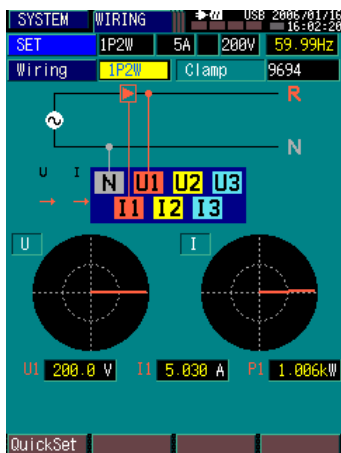 SYSTEM WIRING USB 2006/01/16
16:02:20
SET 1P2W 5A 200V 59.99Hz
Wiring 1P2W Clamp 9694
R
N
U I
N U1 U2 U3
I1 I2 I3
U I
U1 200.0 V I1 5.030 A P1 1.006kW
QuickSet